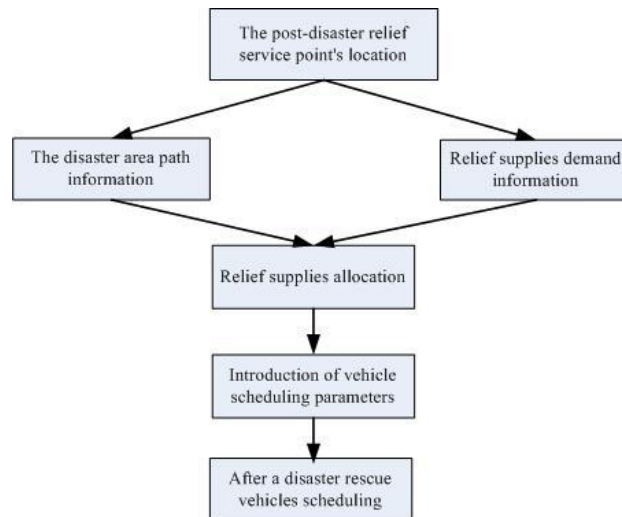 The post-disaster relief
service point's location
The disaster area path
information
Relief supplies demand
information
Relief supplies allocation
Introduction of vehicle
scheduling parameters
After a disaster rescue
vehicles scheduling